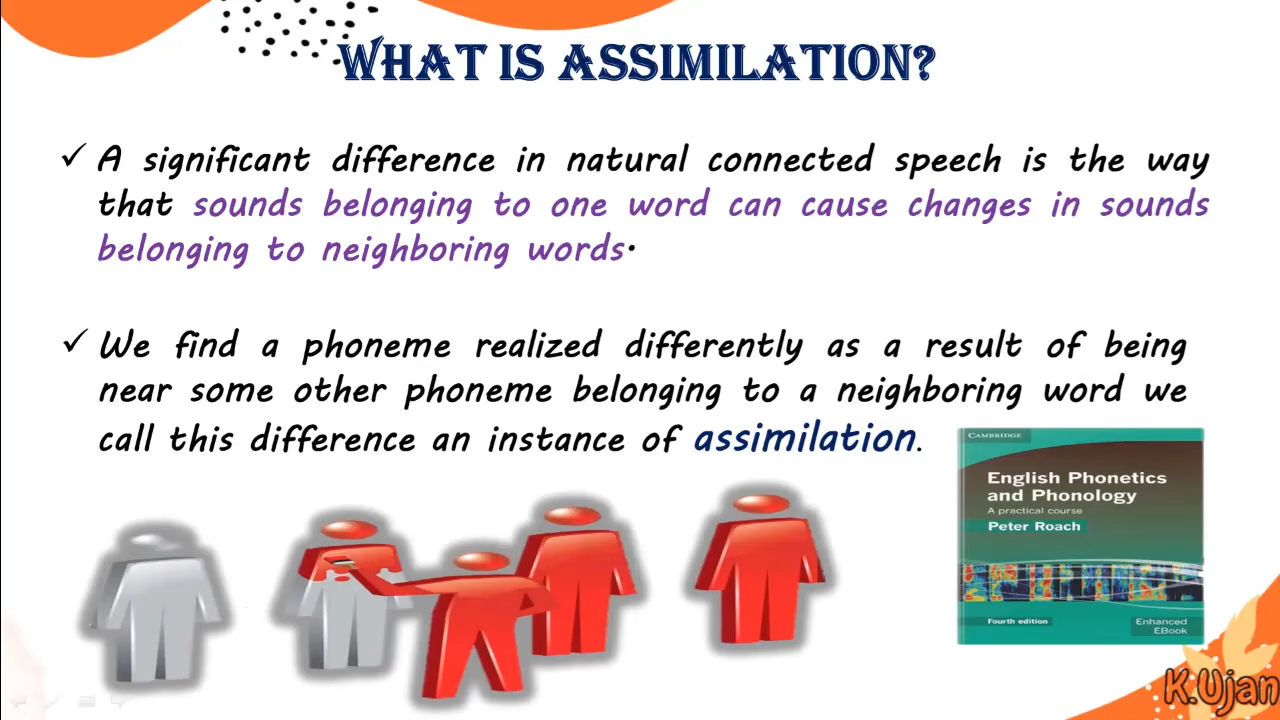 WHAT IS ASSIMILATION?
✓ A significant difference in natural connected speech is the way
that sounds belonging to one word can cause changes in sounds
belonging to neighboring words.
✓ We find a phoneme realized differently as a result of being
near some other phoneme belonging to a neighboring word we
call this difference an instance of assimilation.
CAMBRIDGE
English Phonetics
and Phonology
A practical course
Peter Roach
Fourth edition
Enhanced
EBook
K.Ujan